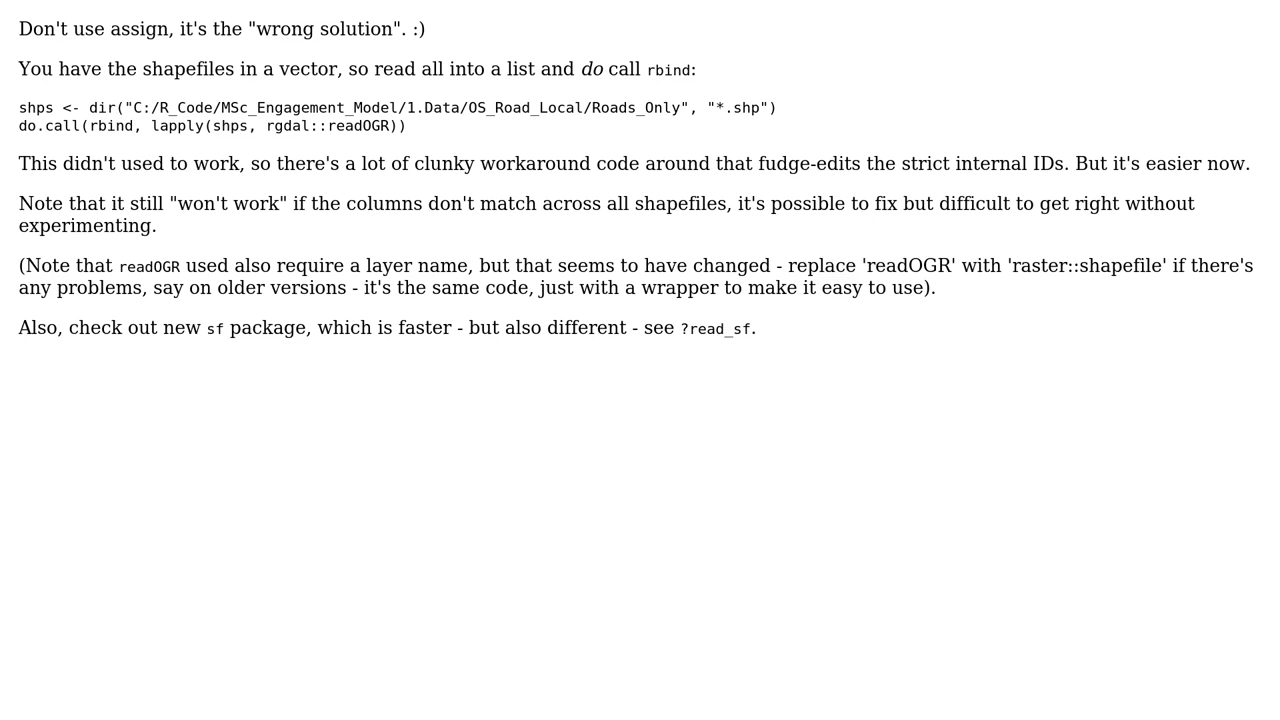 Don't use assign, it's the "wrong solution". :)
You have the shapefiles in a vector, so read all into a list and do call rbind:
shps <- dir("C:/R_Code/MSc_Engagement_Model/1.Data/OS_Road_Local/Roads_Only", "*.shp")
do.call(rbind, lapply(shps, rgdal::readOGR))
This didn't used to work, so there's a lot of clunky workaround code around that fudge-edits the strict internal IDs. But it's easier now.
Note that it still "won't work" if the columns don't match across all shapefiles, it's possible to fix but difficult to get right without
experimenting.
(Note that readOGR used also require a layer name, but that seems to have changed - replace 'readOGR' with 'raster::shapefile' if there's
any problems, say on older versions - it's the same code, just with a wrapper to make it easy to use).
Also, check out new sf package, which is faster - but also different - see ?read_sf.